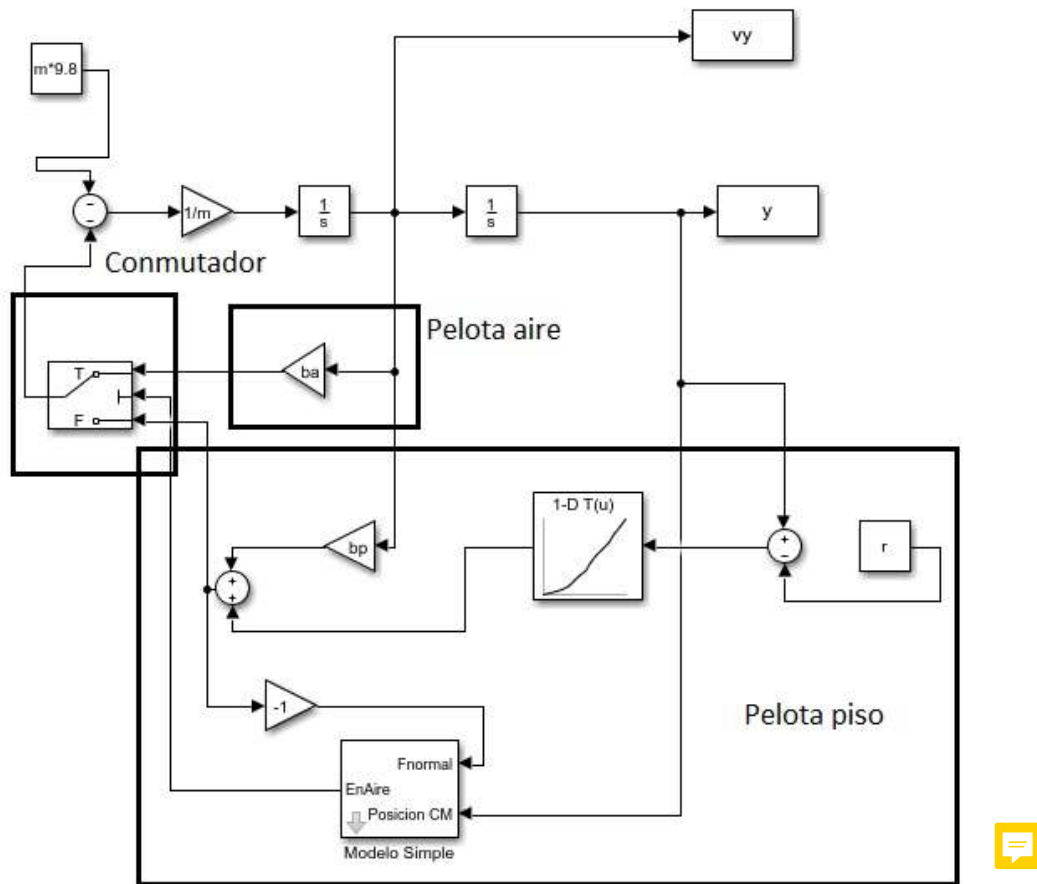 vy
m*9.8
1/m
1
s
1
s
y
Conmutador
Pelota aire
T
ba
F
1-D T(u)
bp
r
-1
Pelota piso
Fnormal
EnAire
Posicion CM
Modelo Simple